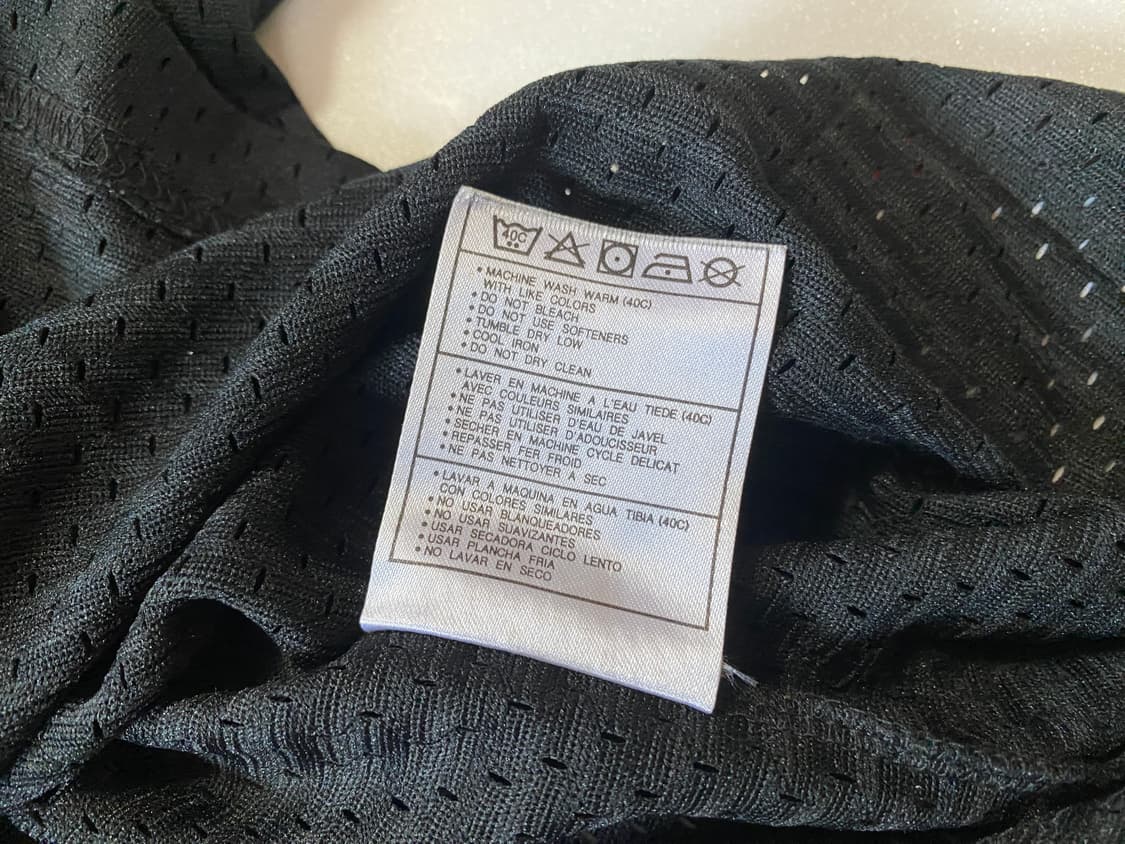 40C
• MACHINE WASH WARM (40C)
WITH LIKE COLORS
• DO NOT BLEACH
• DO NOT USE SOFTENERS
• TUMBLE DRY LOW
• COOL IRON
• DO NOT DRY CLEAN
• LAVER EN MACHINE A L'EAU TIEDE (40C)
AVEC COULEURS SIMILAIRES
• NE PAS UTILISER D'EAU DE JAVEL
• NE PAS UTILISER D'ADOUCISSEUR
• SECHER EN MACHINE CYCLE DELICAT
• REPASSER FER FROID
• NE PAS NETTOYER À SEC
• LAVAR A MAQUINA EN AGUA TIBIA (40C)
CON COLORES SIMILARES
• NO USAR BLANQUEADORES
• NO USAR SUAVIZANTES
• USAR SECADORA CICLO LENTO
• USAR PLANCHA FRIA
• NO LAVAR EN SECO